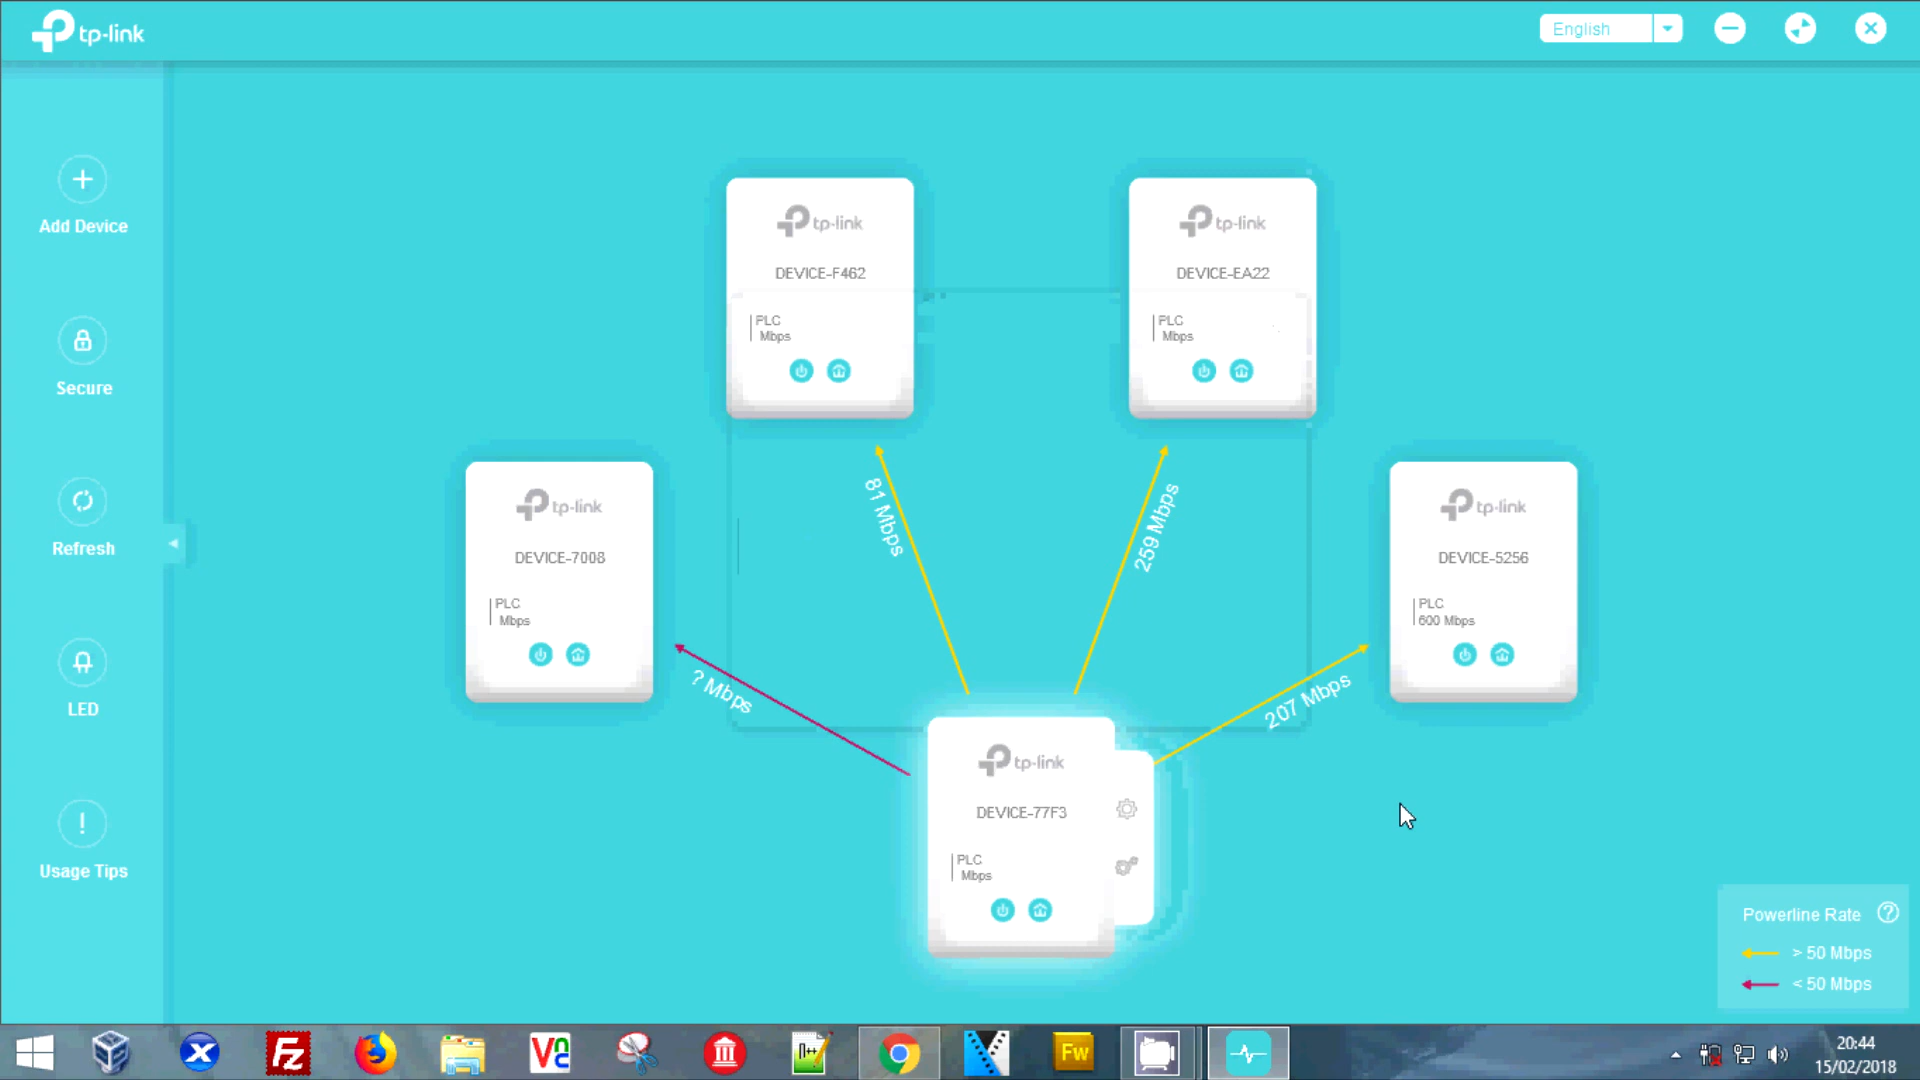 tp-link
English
Add Device
Secure
Refresh
LED
Usage Tips
tp-link
DEVICE-F462
PLC
Mbps
tp-link
DEVICE-EA22
PLC
Mbps
tp-link
DEVICE-7008
PLC
Mbps
tp-link
DEVICE-5256
PLC
600 Mbps
81 Mbps
259 Mbps
? Mbps
207 Mbps
tp-link
DEVICE-77F3
PLC
Mbps
Powerline Rate ?
> 50 Mbps
< 50 Mbps
Fz
VNC
n++
Fw
20:44
15/02/2018